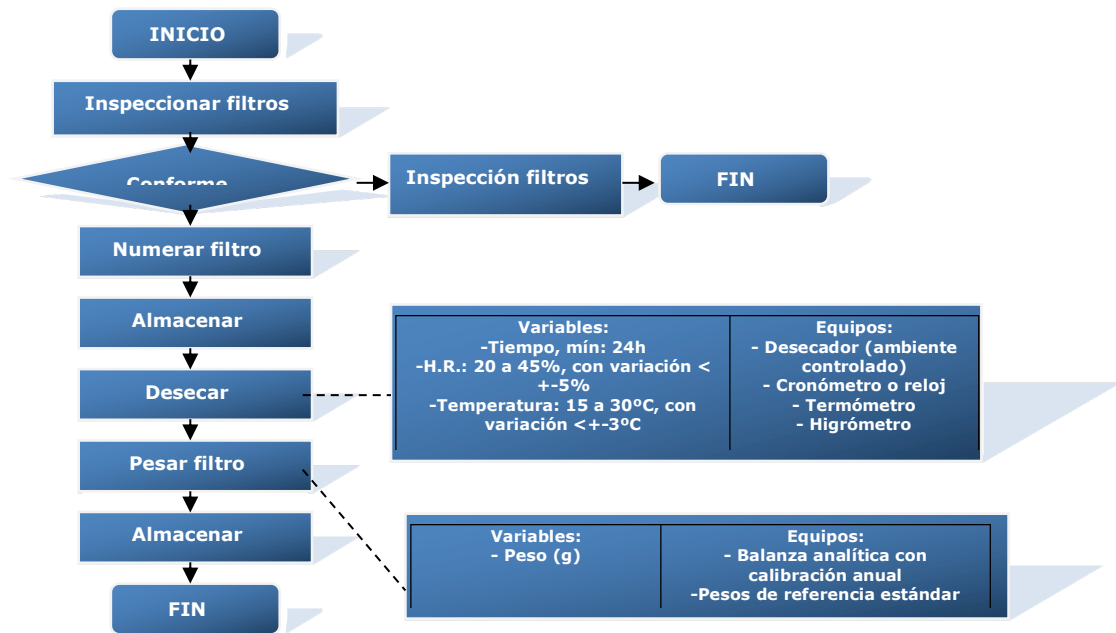 INICIO
Inspeccionar filtros
Conforme
Inspección filtros
FIN
Numerar filtro
Almacenar
Desecar
Variables:
-Tiempo, mín: 24h
-H.R.: 20 a 45%, con variación <
+-5%
-Temperatura: 15 a 30ºC, con
variación <+-3ºC
Equipos:
- Desecador (ambiente
controlado)
- Cronómetro o reloj
- Termómetro
- Higrómetro
Pesar filtro
Almacenar
Variables:
- Peso (g)
Equipos:
- Balanza analítica con
calibración anual
-Pesos de referencia estándar
FIN